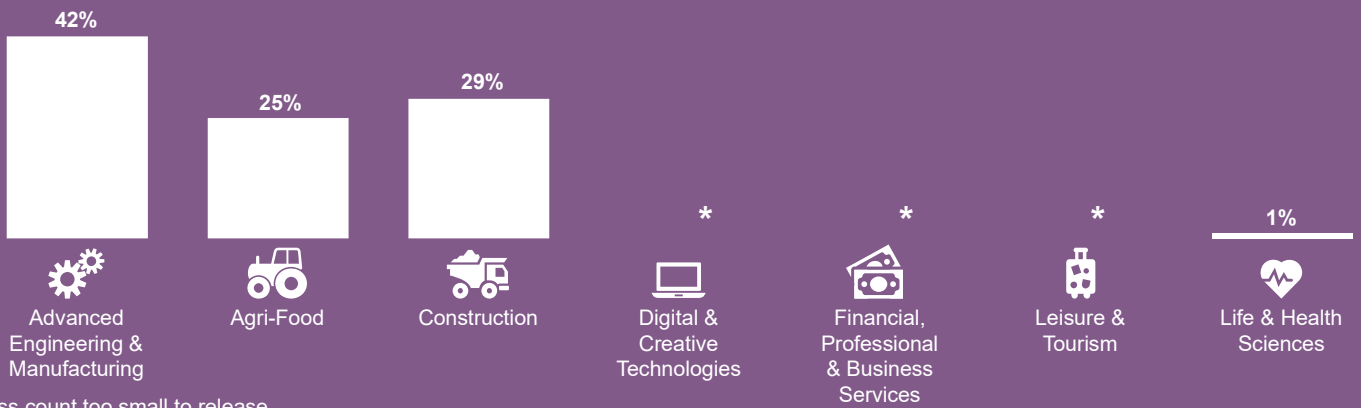 42%
25%
29%
*
*
*
1%
Advanced
Engineering &
Manufacturing
Agri-Food
Construction
Digital &
Creative
Technologies
Financial,
Professional
& Business
Services
Leisure &
Tourism
Life & Health
Sciences
count too small to release